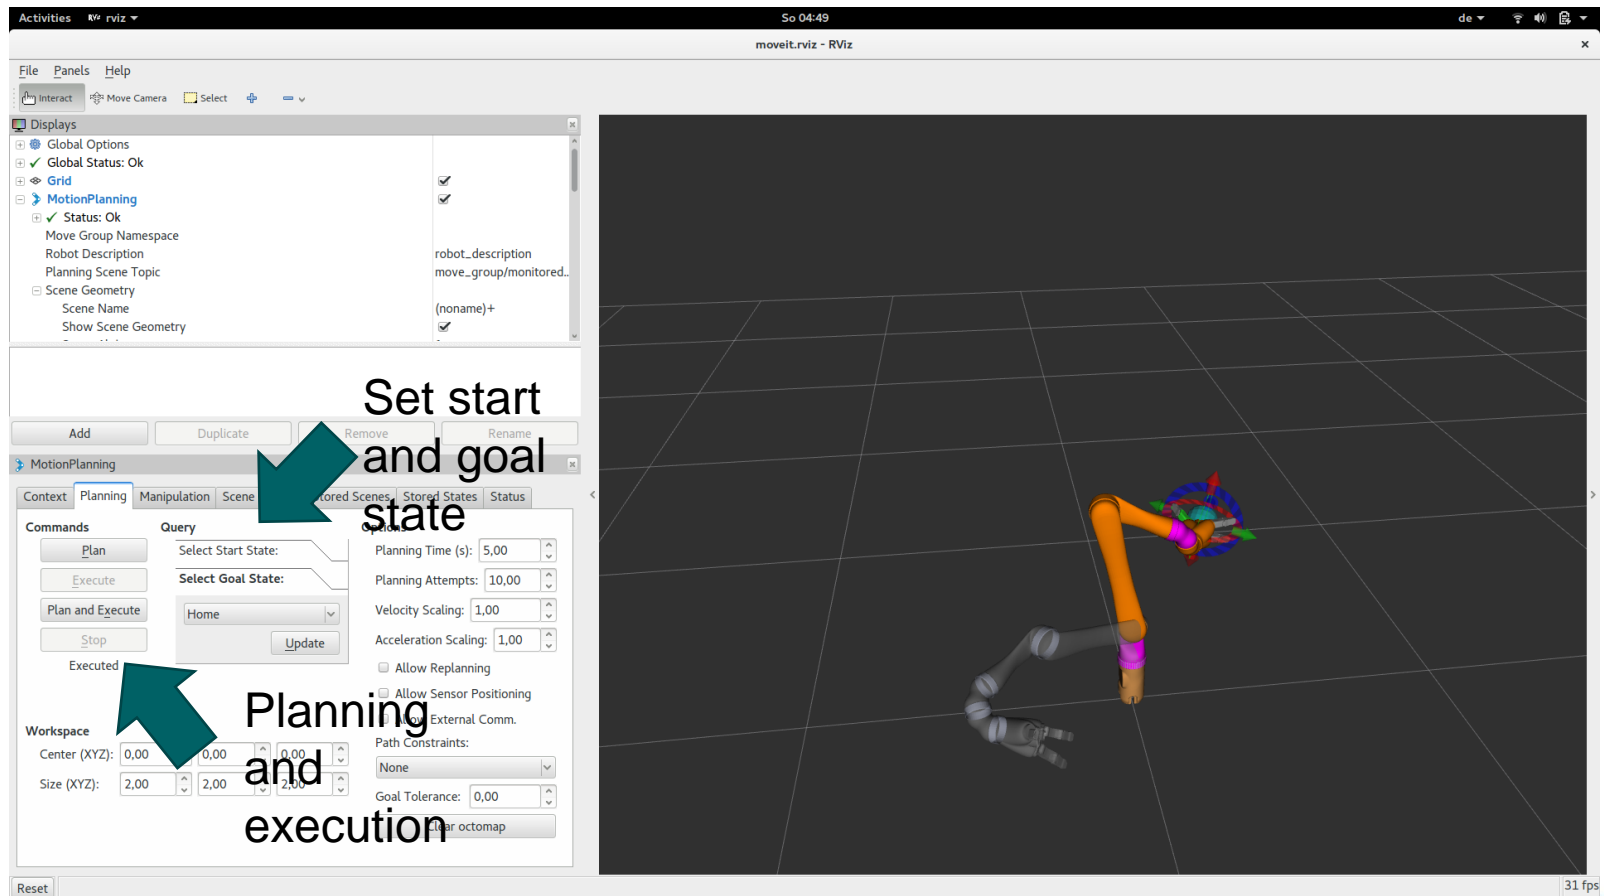 Activities
rviz
So 04:49
de
moveit.rviz - RViz
File Panels Help
Interact Move Camera Select
Displays
Global Options
Global Status: Ok
Grid
MotionPlanning
Status: Ok
Move Group Namespace
Robot Description robot_description
Planning Scene Topic move_group/monitored..
Scene Geometry
Scene Name (noname)+
Show Scene Geometry
Add Duplicate Remove Rename
Set start
and goal
state
MotionPlanning
Context Planning Manipulation Scene Stored Scenes Stored States Status
Commands
Plan
Execute
Plan and Execute
Stop
Executed
Query
Select Start State:
Select Goal State:
Home
Update
Options
Planning Time (s): 5,00
Planning Attempts: 10,00
Velocity Scaling: 1,00
Acceleration Scaling: 1,00
Allow Replanning
Allow Sensor Positioning
Allow External Comm.
Path Constraints:
None
Goal Tolerance: 0,00
Clear octomap
Planning
and
execution
Workspace
Center (XYZ): 0,00 0,00 0,00
Size (XYZ): 2,00 2,00 2,00
Reset
31 fps